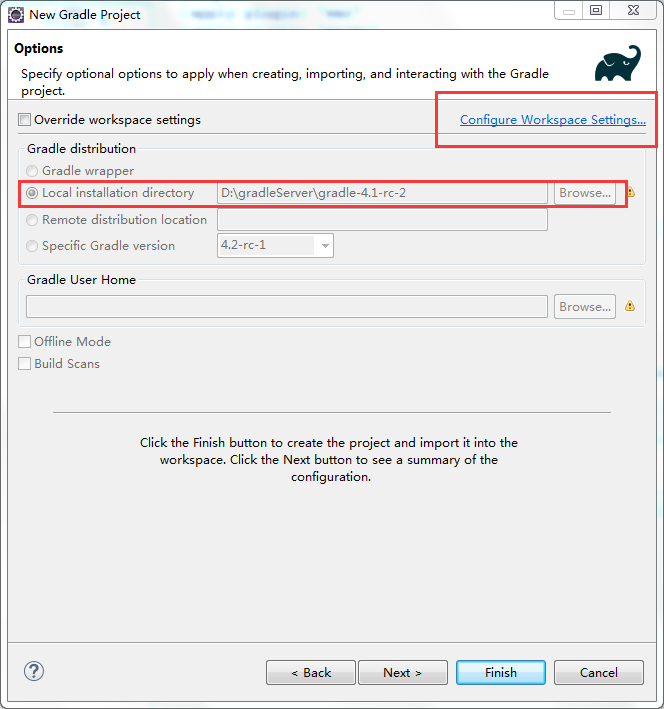 New Gradle Project
Options
Specify optional options to apply when creating, importing, and interacting with the Gradle
project.
Override workspace settings
Configure Workspace Settings...
Gradle distribution
Gradle wrapper
Local installation directory
D:\gradleServer\gradle-4.1-rc-2
Browse...
Remote distribution location
Specific Gradle version
4.2-rc-1
Gradle User Home
Browse...
Offline Mode
Build Scans
Click the Finish button to create the project and import it into the
workspace. Click the Next button to see a summary of the
configuration.
?
< Back
Next >
Finish
Cancel